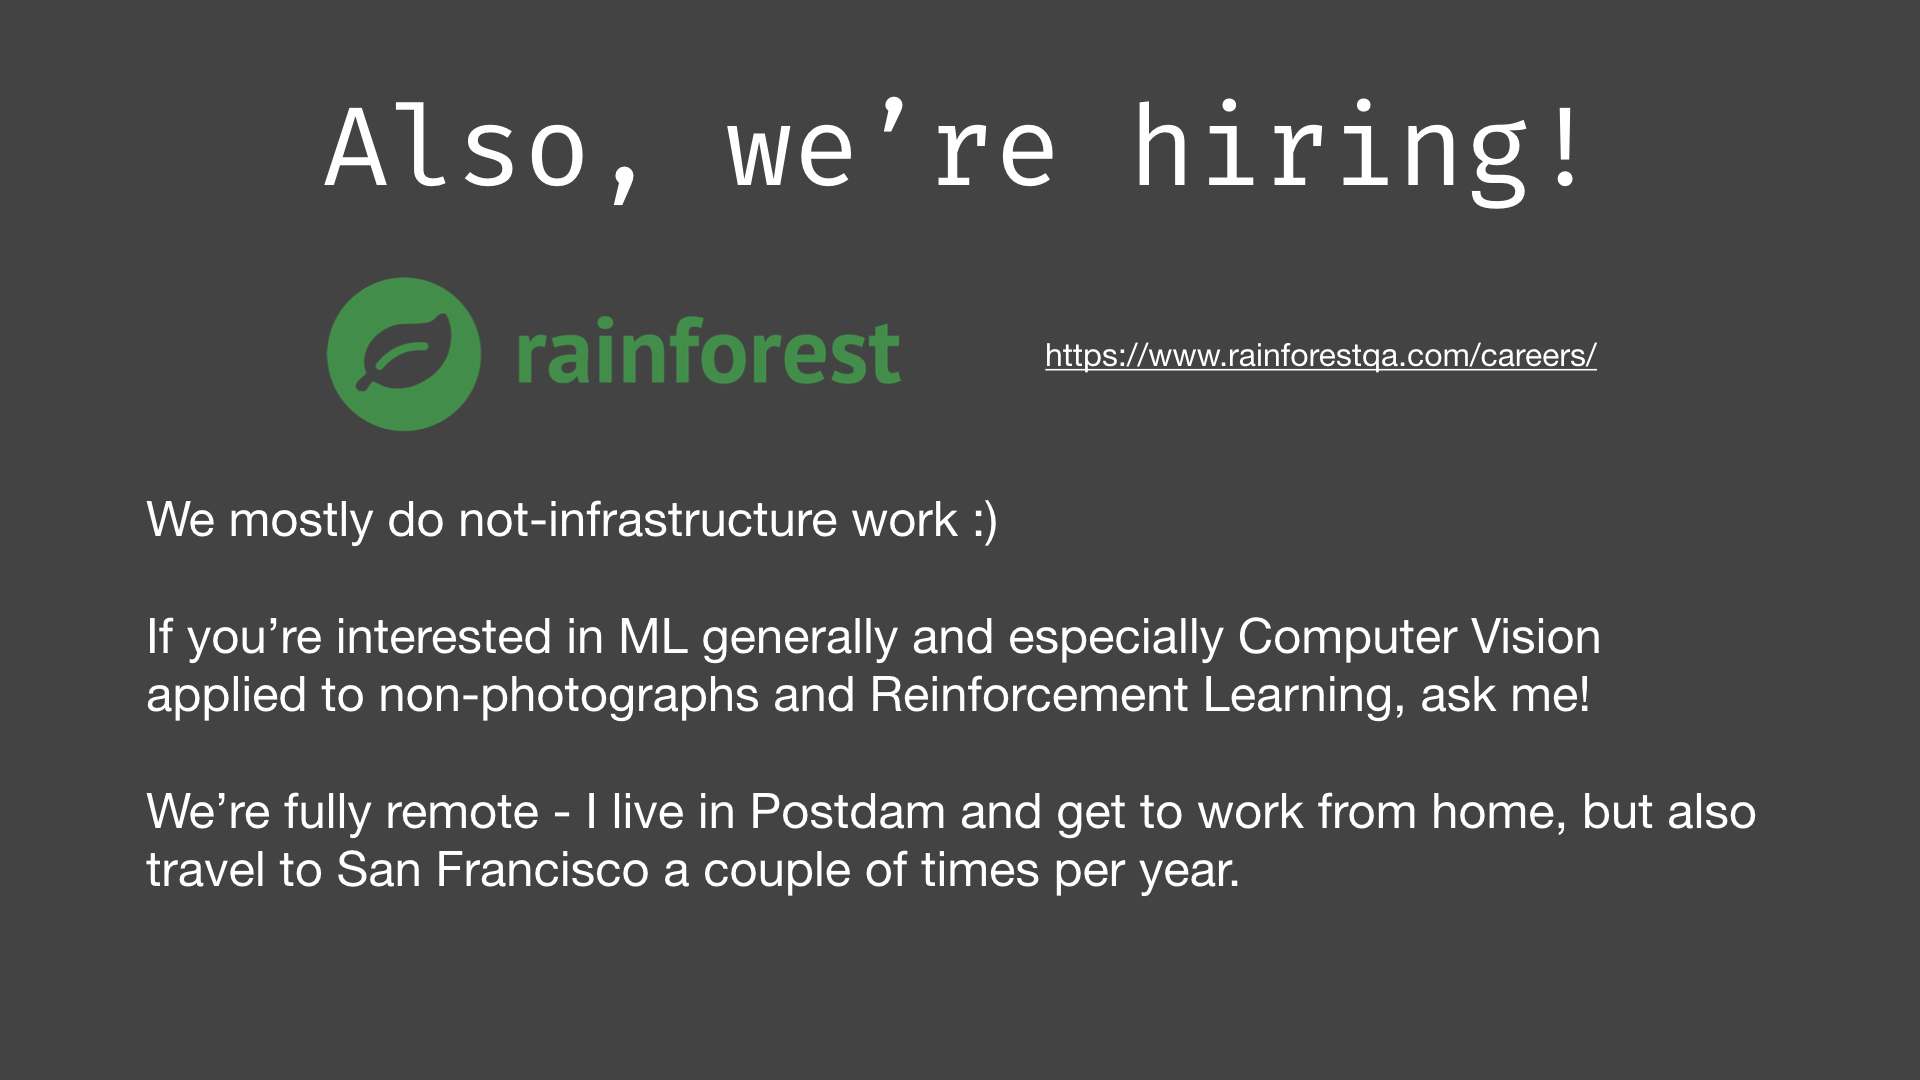 Also, we’re hiring!
rainforest
https://www.rainforestqa.com/careers/
We mostly do not-infrastructure work :)
If you’re interested in ML generally and especially Computer Vision
applied to non-photographs and Reinforcement Learning, ask me!
We’re fully remote - I live in Postdam and get to work from home, but also
travel to San Francisco a couple of times per year.